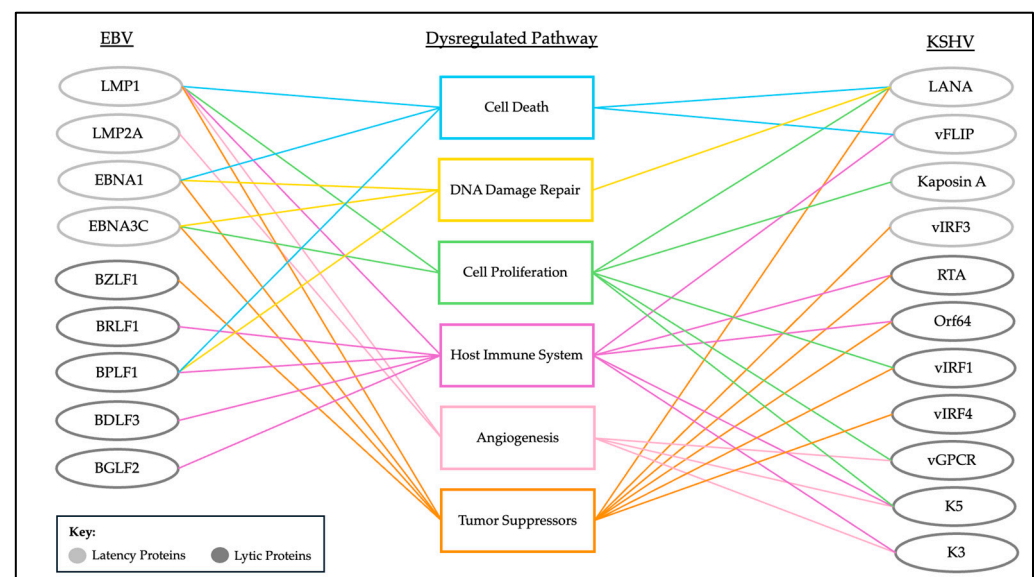 EBV
Dysregulated Pathway
KSHV
LMP1
LMP2A
EBNA1
EBNA3C
BZLF1
BRLF1
BPLF1
BDLF3
BGLF2
Cell Death
DNA Damage Repair
Cell Proliferation
Host Immune System
Angiogenesis
Tumor Suppressors
LANA
vFLIP
Kaposin A
vIRF3
RTA
Orf64
vIRF1
vIRF4
vGPCR
K5
K3
Key:
Latency Proteins
Lytic Proteins